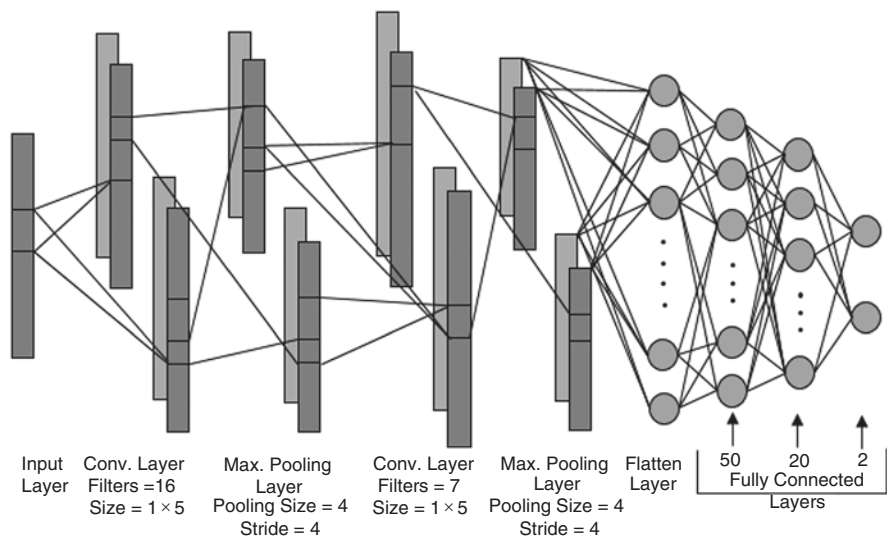 Input
Layer
Conv. Layer
Filters =16
Size = 1 × 5
Max. Pooling
Layer
Pooling Size = 4
Stride = 4
Conv. Layer
Filters = 7
Size = 1 × 5
Max. Pooling
Layer
Pooling Size = 4
Stride = 4
Flatten
Layer
50 20 2
Fully Connected
Layers